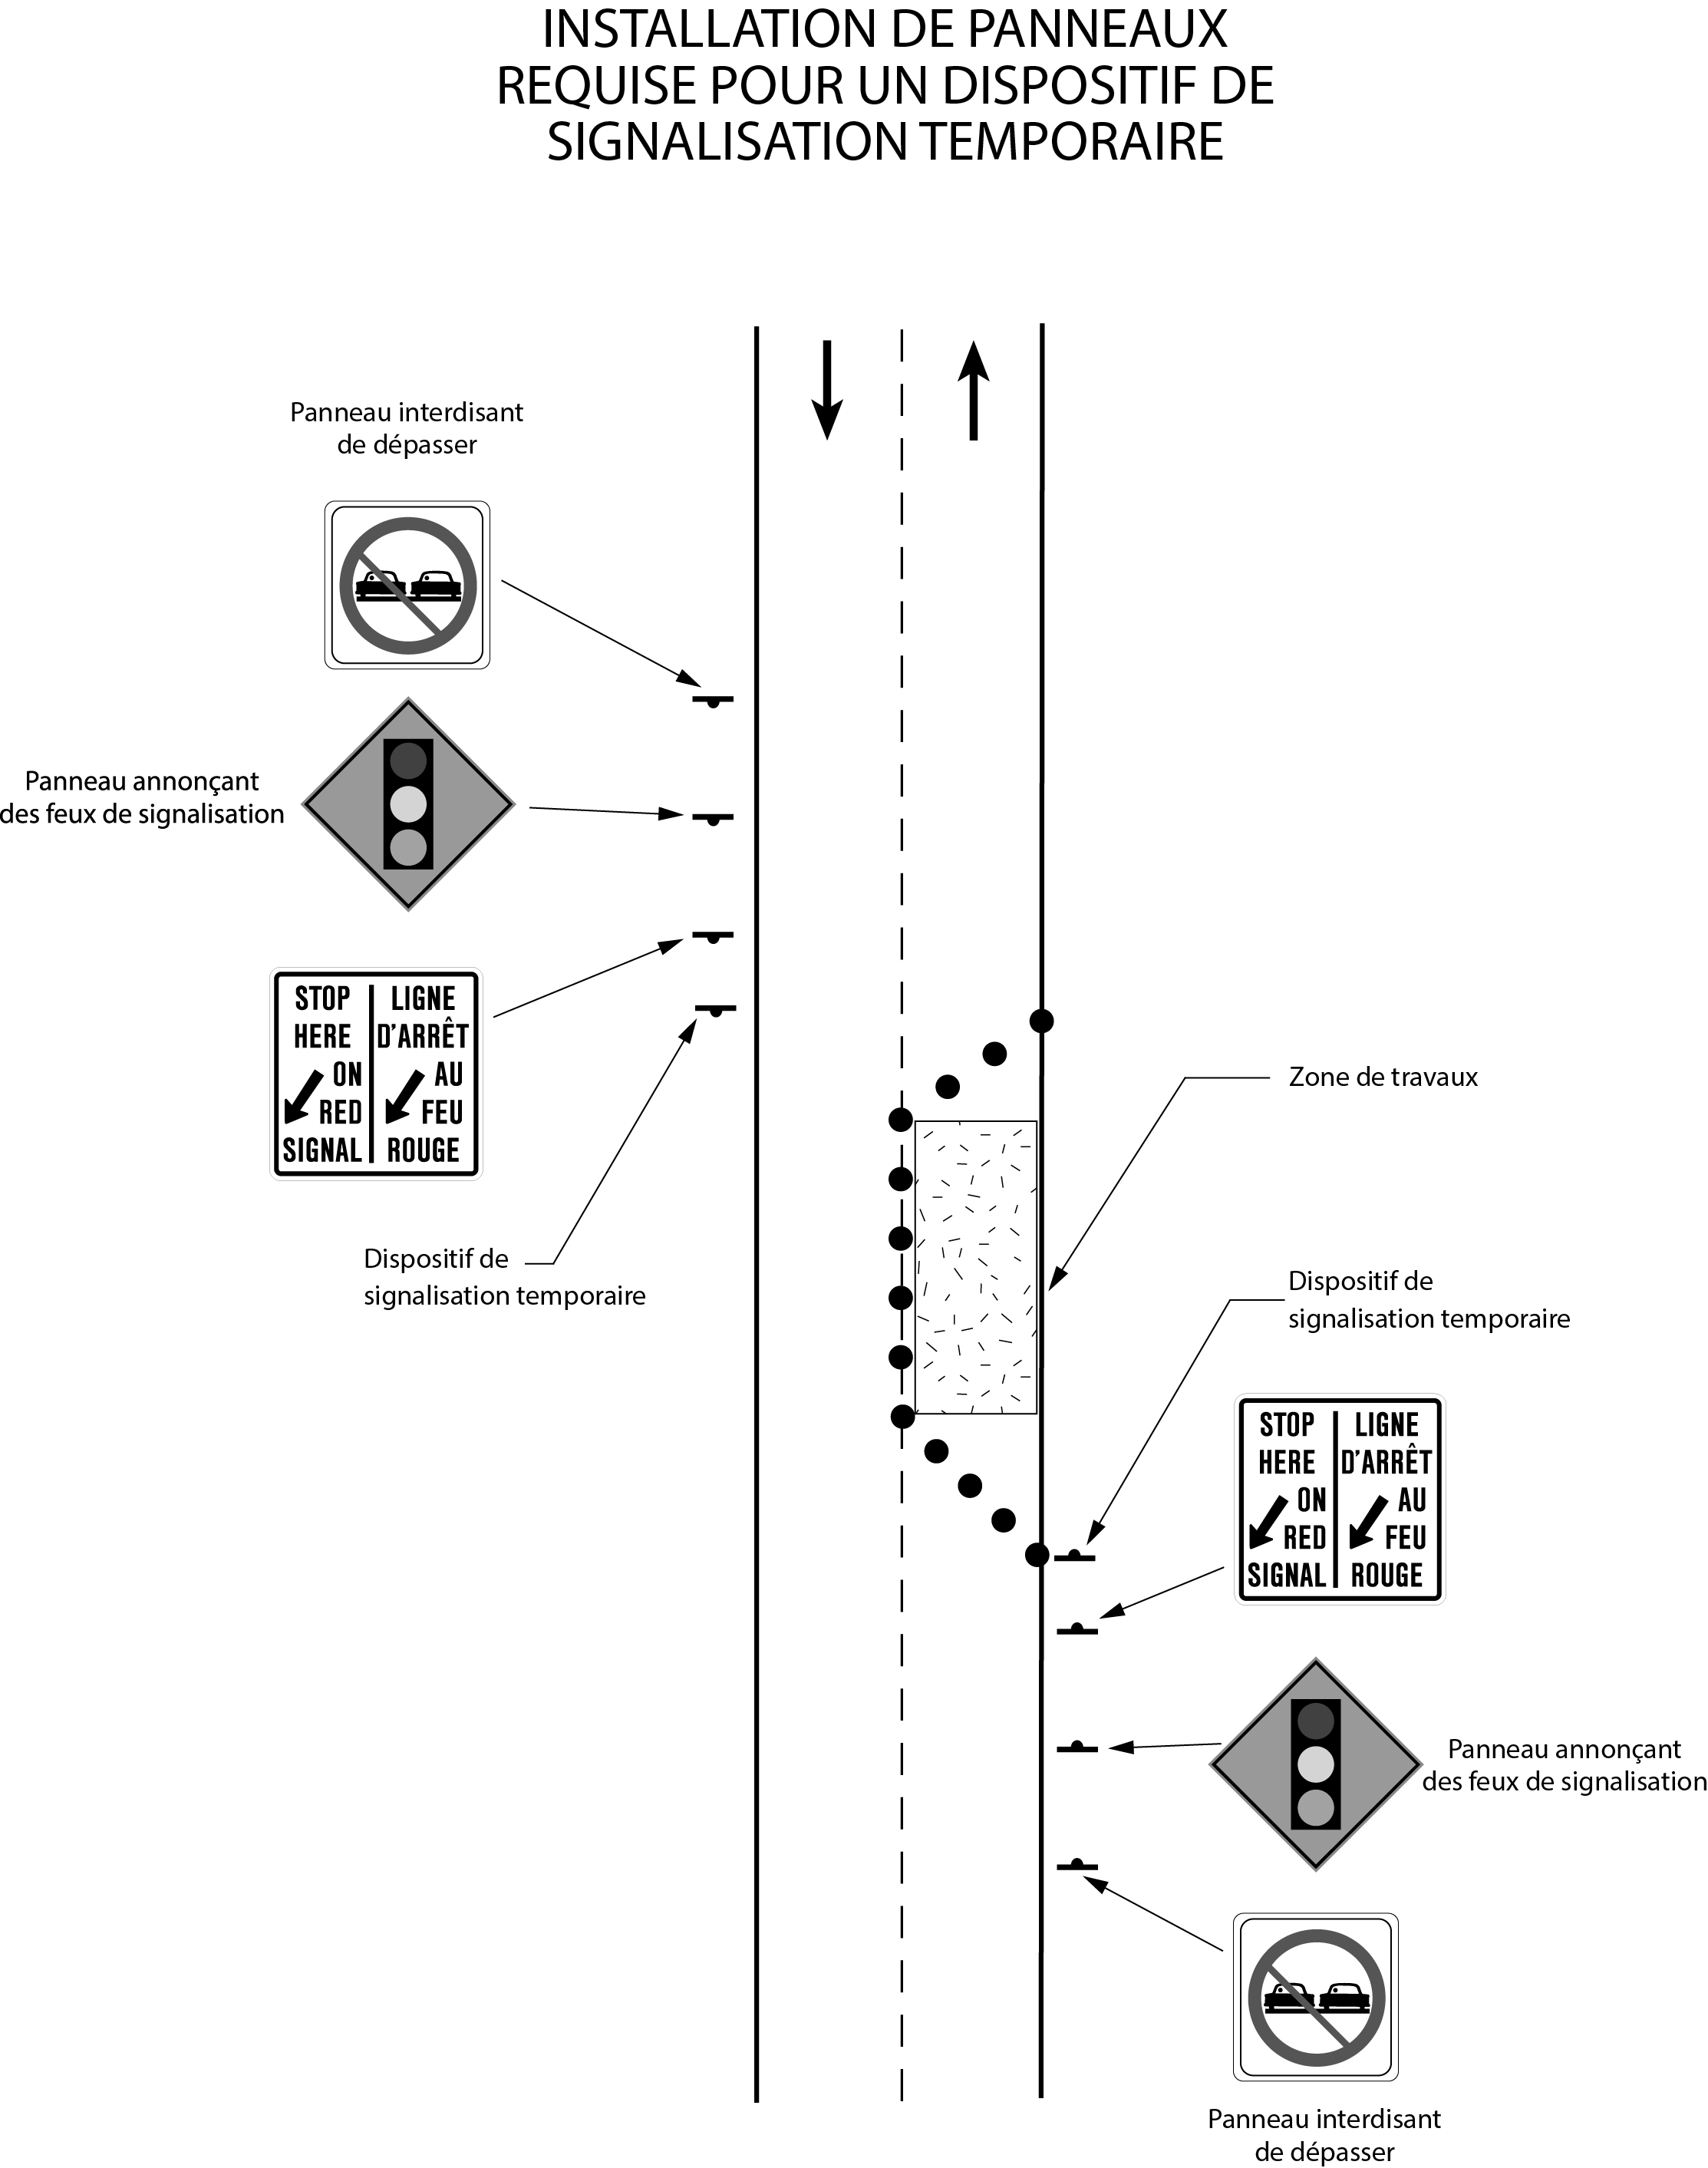 INSTALLATION DE PANNEAUX
REQUISE POUR UN DISPOSITIF DE
SIGNALISATION TEMPORAIRE
Panneau interdisant
de dépasser
Panneau annonçant
des feux de signalisation
STOP
HERE
ON
RED
SIGNAL
LIGNE
D'ARRÊT
AU
FEU
ROUGE
Dispositif de
signalisation temporaire
Zone de travaux
Dispositif de
signalisation temporaire
STOP
HERE
ON
RED
SIGNAL
LIGNE
D'ARRÊT
AU
FEU
ROUGE
Panneau annonçant
des feux de signalisation
Panneau interdisant
de dépasser